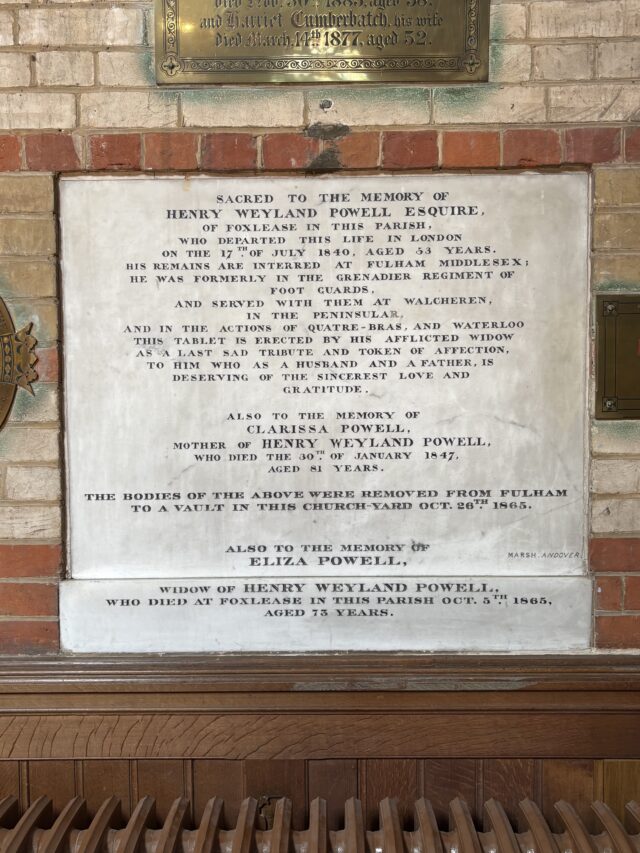 died Nov. 30th 1885, aged 58.
and Harriet Cumberbatch, his wife
died March, 14th 1877, aged 52.
SACRED TO THE MEMORY OF
HENRY WEYLAND POWELL ESQUIRE,
OF FOXLEASE IN THIS PARISH,
WHO DEPARTED THIS LIFE IN LONDON
ON THE 17TH. OF JULY 1840, AGED 53 YEARS.
HIS REMAINS ARE INTERRED AT FULHAM MIDDLESEX;
HE WAS FORMERLY IN THE GRENADIER REGIMENT OF
FOOT GUARDS,
AND SERVED WITH THEM AT WALCHEREN,
IN THE PENINSULAR,
AND IN THE ACTIONS OF QUATRE-BRAS, AND WATERLOO
THIS TABLET IS ERECTED BY HIS AFFLICTED WIDOW
AS A LAST SAD TRIBUTE AND TOKEN OF AFFECTION,
TO HIM WHO AS A HUSBAND AND A FATHER, IS
DESERVING OF THE SINCEREST LOVE AND
GRATITUDE.
ALSO TO THE MEMORY OF
CLARISSA POWELL,
MOTHER OF HENRY WEYLAND POWELL,
WHO DIED THE 30TH. OF JANUARY 1847,
AGED 81 YEARS.
THE BODIES OF THE ABOVE WERE REMOVED FROM FULHAM
TO A VAULT IN THIS CHURCH-YARD OCT. 26TH. 1865.
ALSO TO THE MEMORY OF
ELIZA POWELL,
MARSH. ANDOVER.
WIDOW OF HENRY WEYLAND POWELL,
WHO DIED AT FOXLEASE IN THIS PARISH OCT. 5TH. 1865,
AGED 73 YEARS.